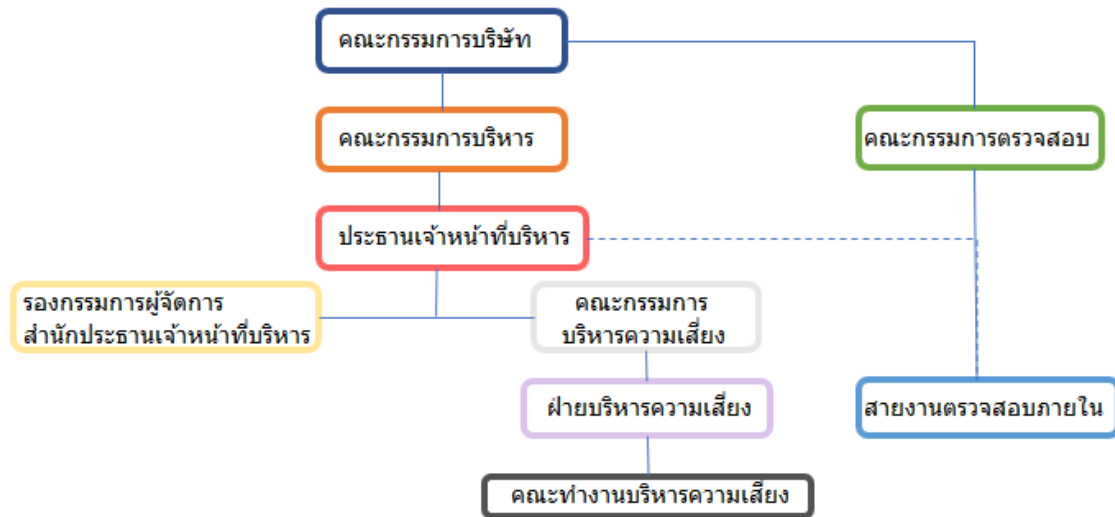 คณะกรรมการบริษัท
คณะกรรมการบริหาร
คณะกรรมการตรวจสอบ
ประธานเจ้าหน้าที่บริหาร
รองกรรมการผู้จัดการ
สำนักประธานเจ้าหน้าที่บริหาร
คณะกรรมการ
บริหารความเสี่ยง
ฝ่ายบริหารความเสี่ยง
สายงานตรวจสอบภายใน
คณะทำงานบริหารความเสี่ยง